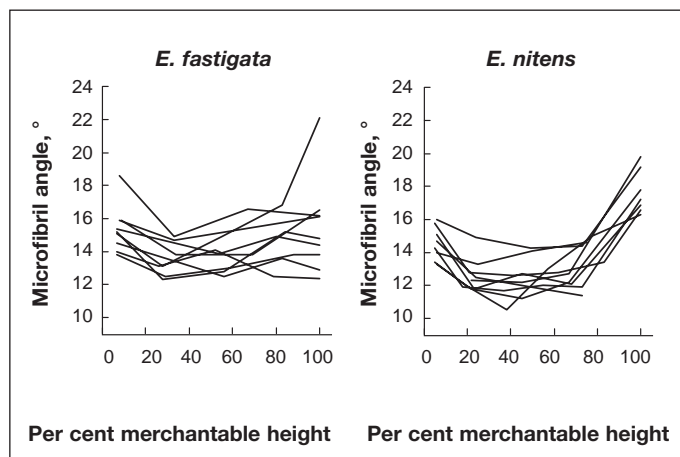 E. fastigata
Microfibril angle, °
24
22
20
18
16
14
12
10
0 20 40 60 80 100
Per cent merchantable height
E. nitens
Microfibril angle, °
24
22
20
18
16
14
12
10
0 20 40 60 80 100
Per cent merchantable height